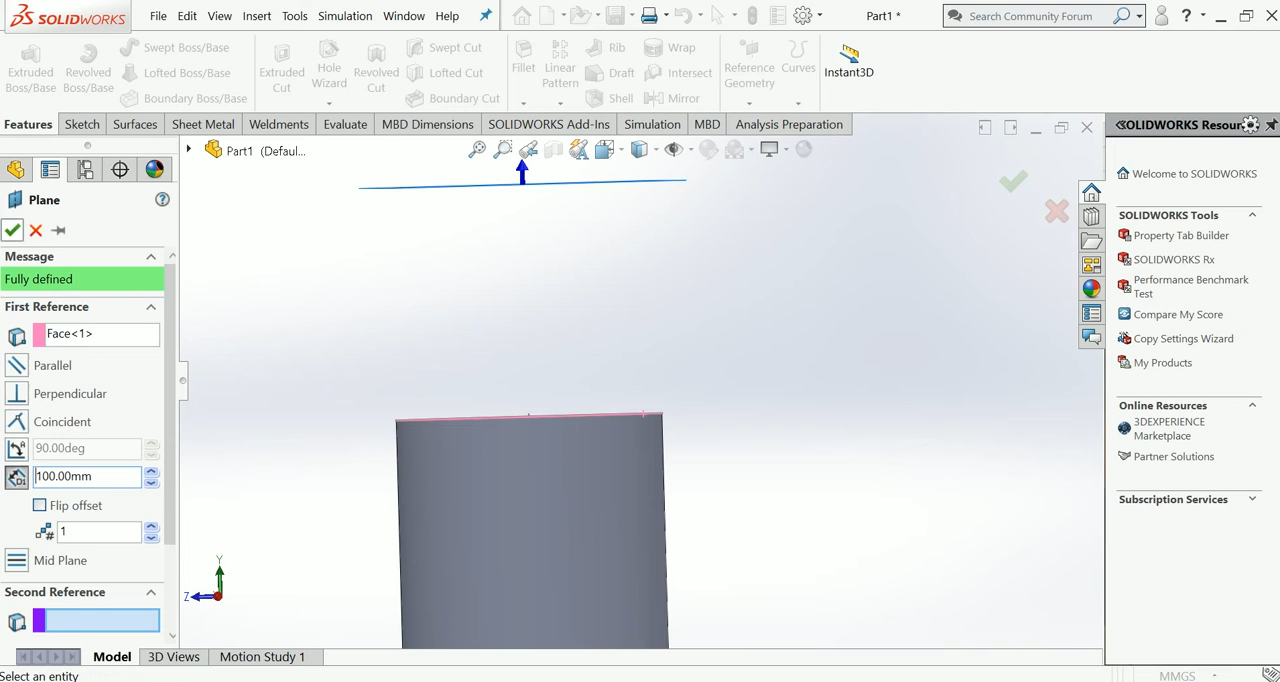 SOLIDWORKS File Edit View Insert Tools Simulation Window Help Part1 * Search Community Forum ?
Extruded Boss/Base
Revolved Boss/Base
Swept Boss/Base
Lofted Boss/Base
Boundary Boss/Base
Extruded Cut
Hole Wizard
Revolved Cut
Swept Cut
Lofted Cut
Boundary Cut
Fillet
Linear Pattern
Rib
Draft
Shell
Wrap
Intersect
Mirror
Reference Geometry
Curves
Instant3D
Features Sketch Surfaces Sheet Metal Weldments Evaluate MBD Dimensions SOLIDWORKS Add-Ins Simulation MBD Analysis Preparation
Part1 (Defaul...
Plane
Message
Fully defined
First Reference
Face<1>
Parallel
Perpendicular
Coincident
90.00deg
100.00mm
Flip offset
# 1
Mid Plane
Second Reference
Y
Z
Model 3D Views Motion Study 1
Select an entity
MMGS
SOLIDWORKS Resour
Welcome to SOLIDWORKS
SOLIDWORKS Tools
Property Tab Builder
SOLIDWORKS Rx
Performance Benchmark
Test
Compare My Score
Copy Settings Wizard
My Products
Online Resources
3DEXPERIENCE
Marketplace
Partner Solutions
Subscription Services